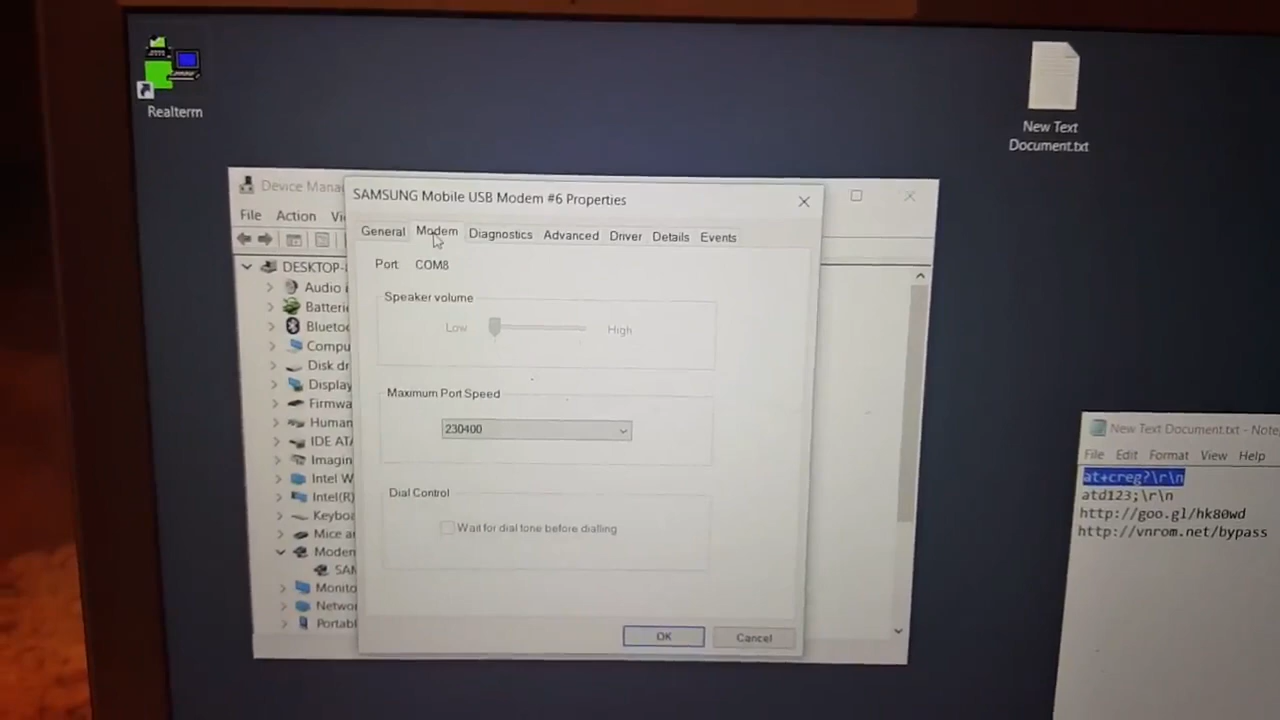 Realterm
New Text
Document.txt
Device Mana
File Action Vi
SAMSUNG Mobile USB Modem #6 Properties
General Modem Diagnostics Advanced Driver Details Events
Port COM8
Speaker volume
Low High
Maximum Port Speed
230400
Dial Control
Wait for dial tone before dialling
OK Cancel
DESKTOP-
Audio i
Batterie
Bluetoo
Compu
Disk dr
Display
Firmwa
Human
IDE ATA
Imagin
Intel W
Intel(R)
Keyboa
Mice an
Modem
SAM
Monito
Netwo
Portabl
New Text Document.txt - Note
File Edit Format View Help
at+creg?\r\n
atd123;\r\n
http://goo.gl/hk80wd
http://vnrom.net/bypass